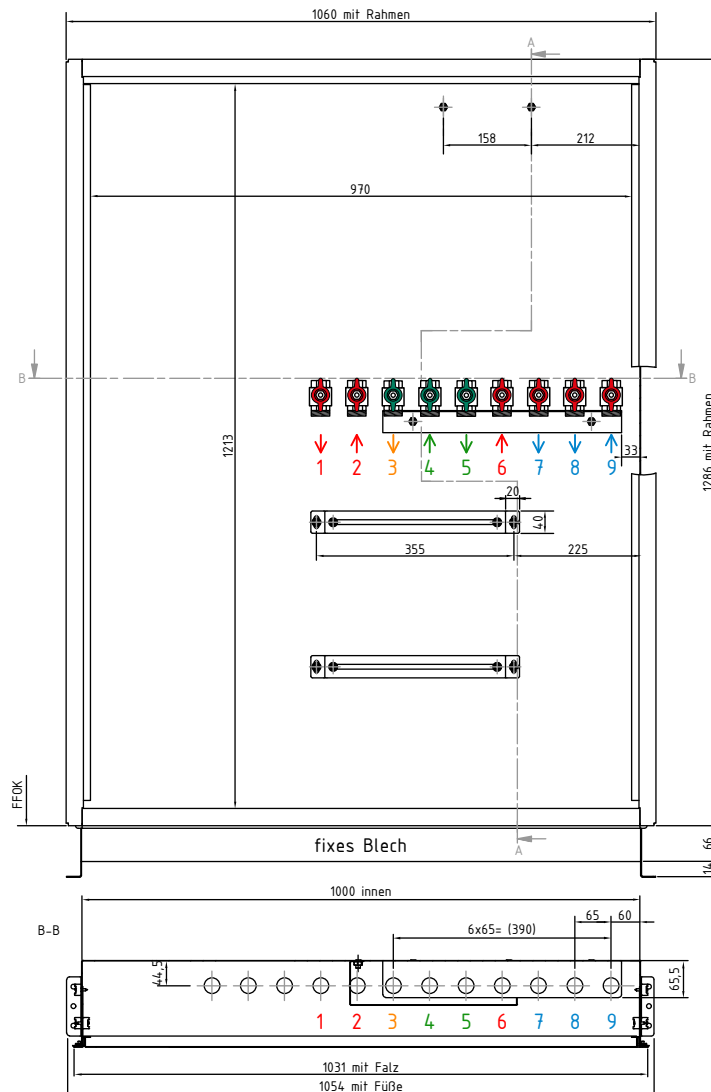 1060 mit Rahmen
A
158
212
970
B
B
1213
1286 mit Rahmen
1 2 3 4 5 6 7 8 9
33
20
40
355
225
FFOK
fixes Blech
A
66
14
1000 innen
B-B
65
60
6x65= (390)
44,5
65,5
1 2 3 4 5 6 7 8 9
1031 mit Falz
1054 mit Füße